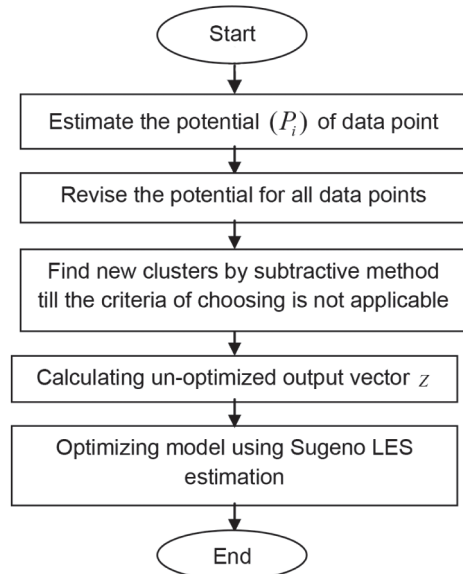 Start
Estimate the potential (P_i) of data point
Revise the potential for all data points
Find new clusters by subtractive method
till the criteria of choosing is not applicable
Calculating un-optimized output vector z
Optimizing model using Sugeno LES
estimation
End